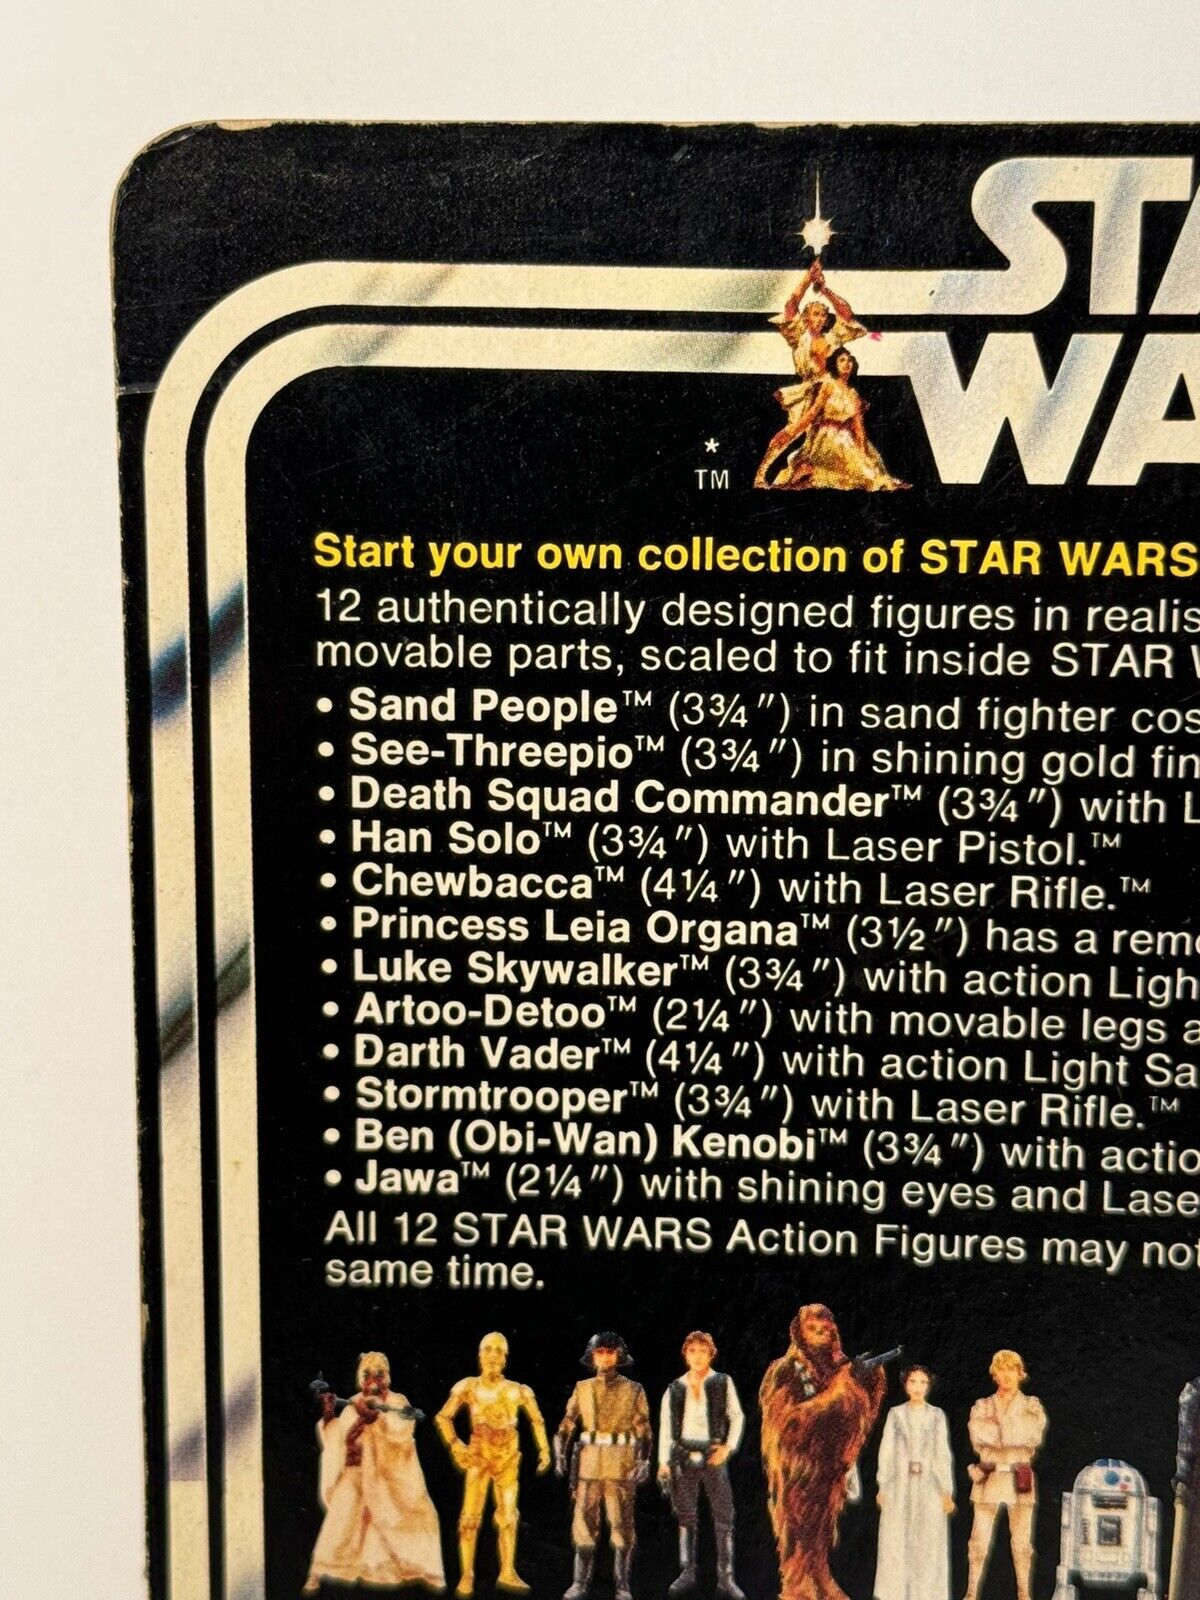 STA
WA
*
TM
Start your own collection of STAR WARS
12 authentically designed figures in realis
movable parts, scaled to fit inside STAR W
• Sand People™ (3¾") in sand fighter cos
• See-Threepio™ (3¾") in shining gold fin
• Death Squad Commander™ (3¾") with L
• Han Solo™ (3¾") with Laser Pistol.™
• Chewbacca™ (4¼") with Laser Rifle.™
• Princess Leia Organa™ (3½") has a remo
• Luke Skywalker™ (3¾") with action Ligh
• Artoo-Detoo™ (2¼") with movable legs a
• Darth Vader™ (4¼") with action Light Sa
• Stormtrooper™ (3¾") with Laser Rifle.™
• Ben (Obi-Wan) Kenobi™ (3¾") with actio
• Jawa™ (2¼") with shining eyes and Lase
All 12 STAR WARS Action Figures may not
same time.